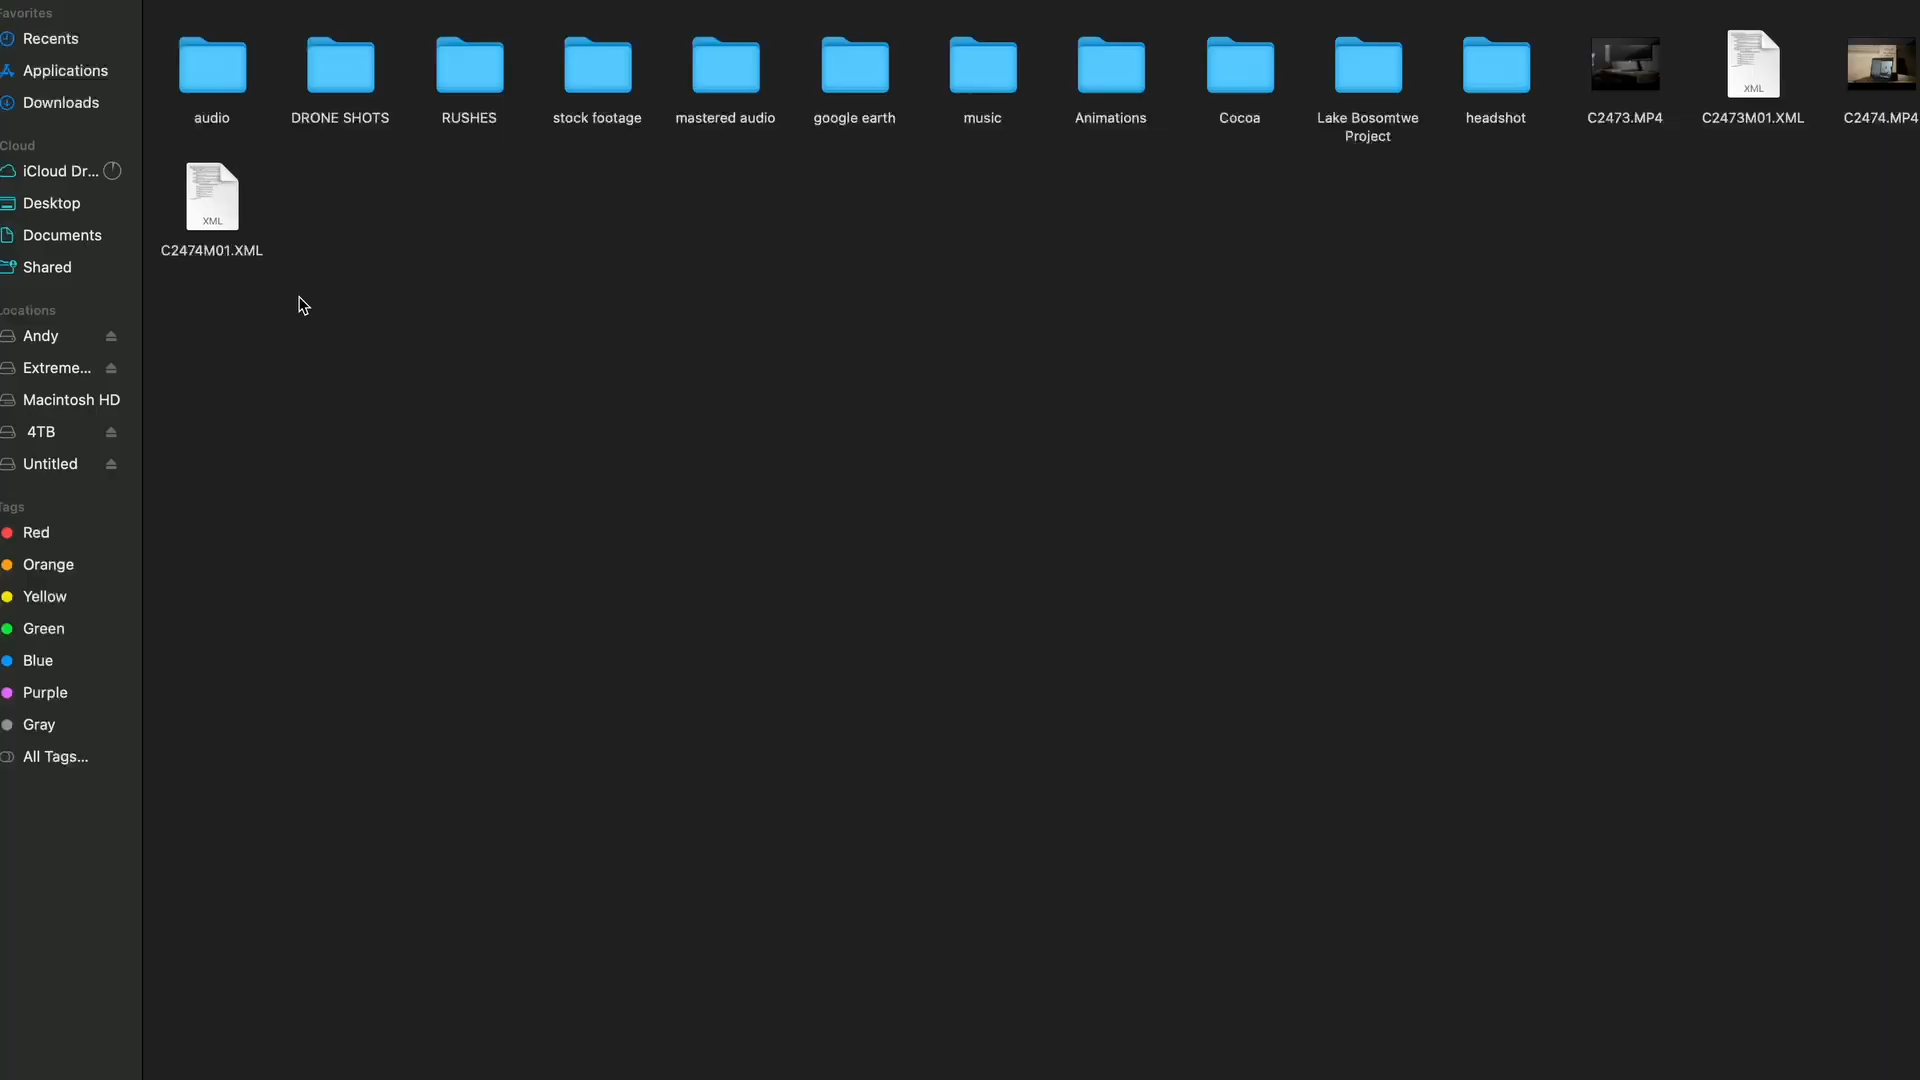 Favorites
Recents
Applications
Downloads
iCloud
iCloud Dr...
Desktop
Documents
Shared
Locations
Andy
Extreme...
Macintosh HD
4TB
Untitled
Tags
Red
Orange
Yellow
Green
Blue
Purple
Gray
All Tags...
audio
DRONE SHOTS
RUSHES
stock footage
mastered audio
google earth
music
Animations
Cocoa
Lake Bosomtwe
Project
headshot
C2473.MP4
XML
C2473M01.XML
C2474.MP4
XML
C2474M01.XML